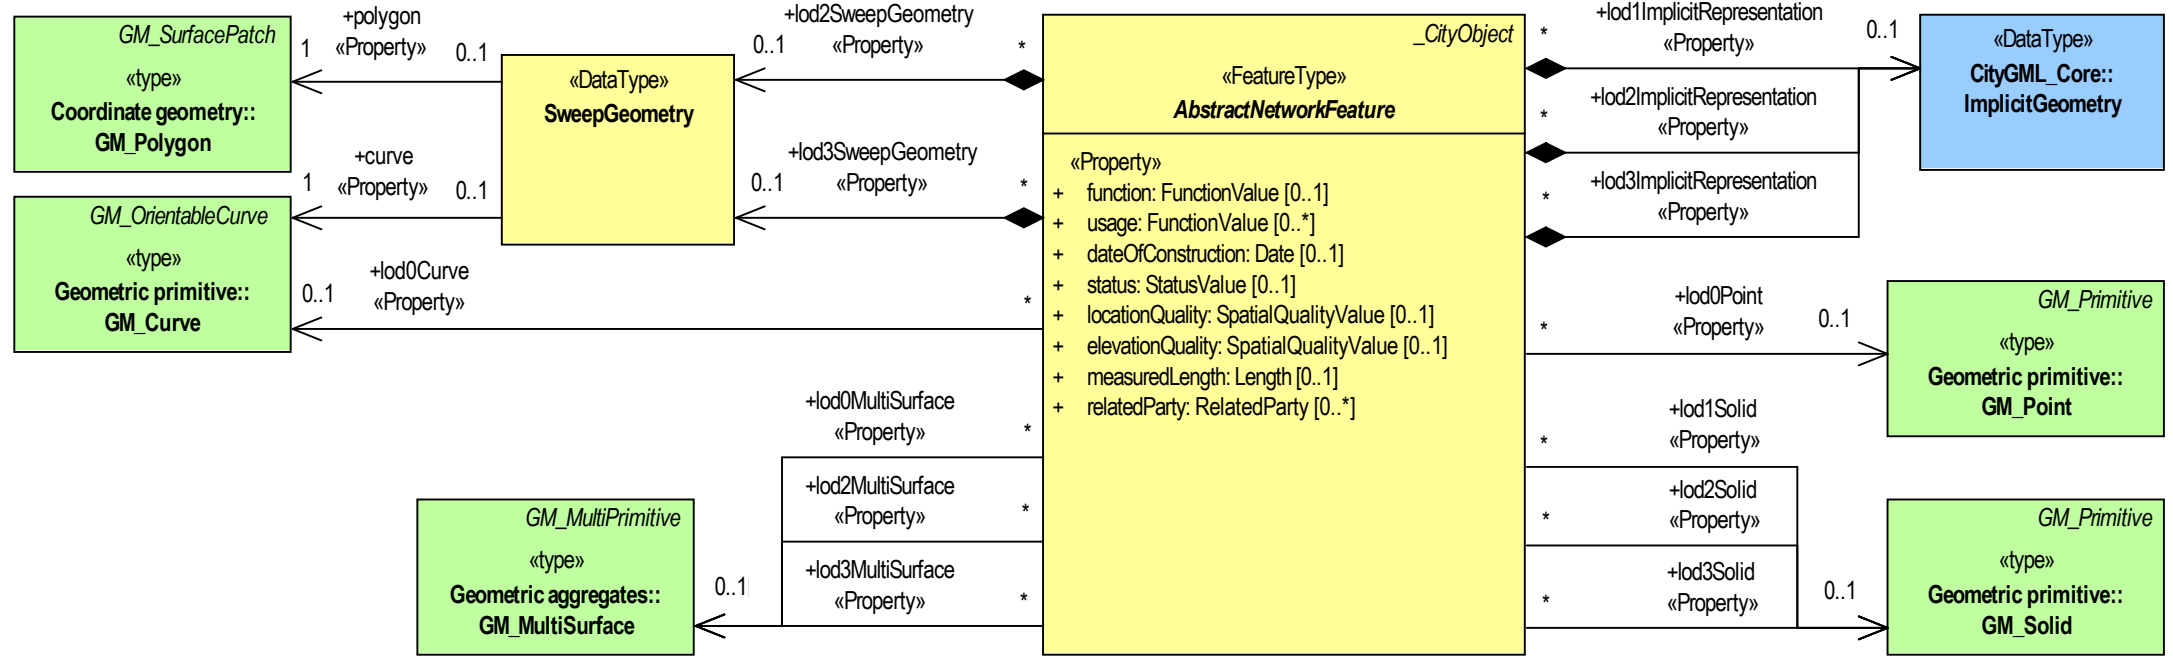 GM_SurfacePatch
«type»
Coordinate geometry::
GM_Polygon
+polygon
«Property»
1
0..1
+curve
«Property»
1
0..1
GM_OrientableCurve
«type»
Geometric primitive::
GM_Curve
+lod0Curve
«Property»
0..1
*
«DataType»
SweepGeometry
+lod2SweepGeometry
«Property»
0..1
*
+lod3SweepGeometry
«Property»
0..1
*
+lod0MultiSurface
«Property»
*
+lod2MultiSurface
«Property»
*
+lod3MultiSurface
«Property»
0..1
*
GM_MultiPrimitive
«type»
Geometric aggregates::
GM_MultiSurface
_CityObject
«FeatureType»
AbstractNetworkFeature
«Property»
+ function: FunctionValue [0..1]
+ usage: FunctionValue [0..*]
+ dateOfConstruction: Date [0..1]
+ status: StatusValue [0..1]
+ locationQuality: SpatialQualityValue [0..1]
+ elevationQuality: SpatialQualityValue [0..1]
+ measuredLength: Length [0..1]
+ relatedParty: RelatedParty [0..*]
+lod1ImplicitRepresentation
«Property»
*
0..1
+lod2ImplicitRepresentation
«Property»
*
+lod3ImplicitRepresentation
«Property»
*
«DataType»
CityGML_Core::
ImplicitGeometry
+lod0Point
«Property»
*
0..1
GM_Primitive
«type»
Geometric primitive::
GM_Point
+lod1Solid
«Property»
*
+lod2Solid
«Property»
*
+lod3Solid
«Property»
*
0..1
GM_Primitive
«type»
Geometric primitive::
GM_Solid